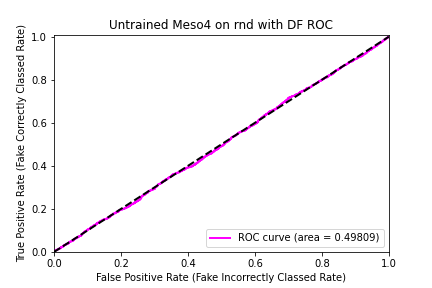 Untrained Meso4 on rnd with DF ROC
True Positive Rate (Fake Correctly Classed Rate)
1.0
0.8
0.6
0.4
0.2
0.0
ROC curve (area = 0.49809)
0.0 0.2 0.4 0.6 0.8 1.0
False Positive Rate (Fake Incorrectly Classed Rate)